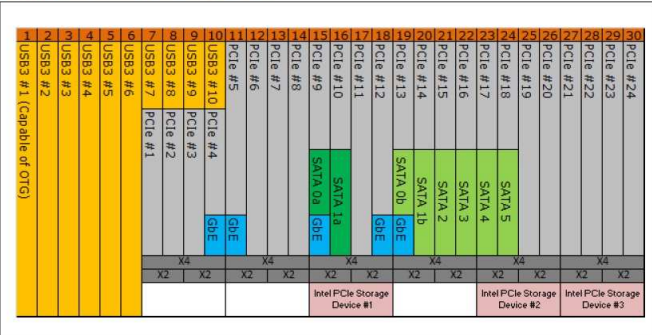 1 2 3 4 5 6 7 8 9 10 11 12 13 14 15 16 17 18 19 20 21 22 23 24 25 26 27 28 29 30
USB3 #1 (Capable of OTG)
USB3 #2
USB3 #3
USB3 #4
USB3 #5
USB3 #6
USB3 #7
PCIe #1
USB3 #8
PCIe #2
USB3 #9
PCIe #3
USB3 #10
PCIe #4
GbE
PCIe #5
GbE
PCIe #6
PCIe #7
PCIe #8
PCIe #9
SATA 0a
GbE
PCIe #10
SATA 1a
PCIe #11
PCIe #12
GbE
PCIe #13
SATA 0b
GbE
PCIe #14
SATA 1b
PCIe #15
SATA 2
PCIe #16
SATA 3
PCIe #17
SATA 4
PCIe #18
SATA 5
PCIe #19
PCIe #20
PCIe #21
PCIe #22
PCIe #23
PCIe #24
X4 X4 X4 X4 X4 X4
X2 X2 X2 X2 X2 X2 X2 X2 X2 X2 X2 X2
Intel PCIe Storage
Device #1
Intel PCIe Storage
Device #2
Intel PCIe Storage
Device #3